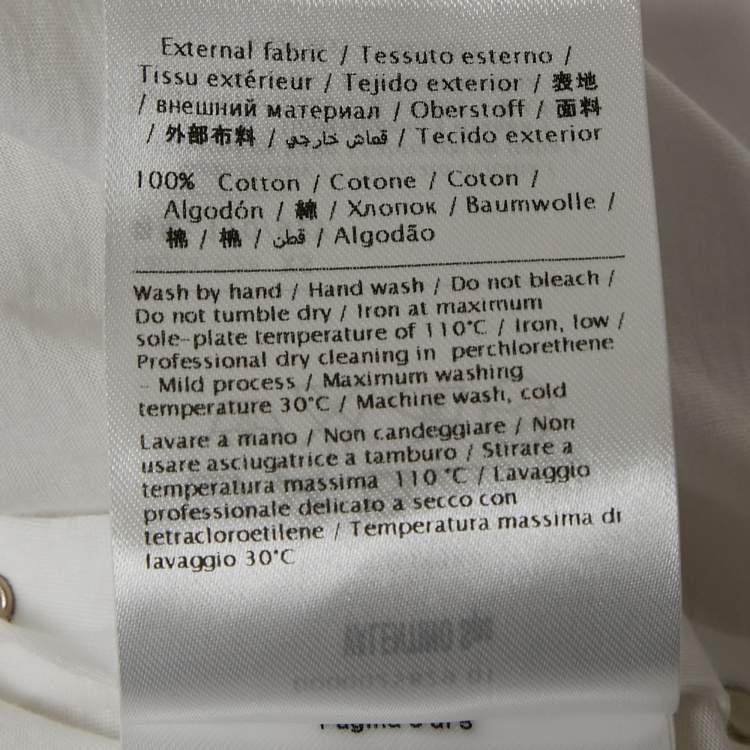 External fabric / Tessuto esterno /
Tissu extérieur / Tejido exterior / 表地
/ внешний материал / Oberstoff / 面料
/ 外部布料 / قماش خارجي / Tecido exterior
100% Cotton / Cotone / Coton /
Algodón / 綿 / Хлопок / Baumwolle /
棉 / 棉 / قطن / Algodão
Wash by hand / Hand wash / Do not bleach /
Do not tumble dry / Iron at maximum
sole-plate temperature of 110°C / Iron, low /
Professional dry cleaning in perchlorethene
- Mild process / Maximum washing
temperature 30°C / Machine wash, cold
Lavare a mano / Non candeggiare / Non
usare asciugatrice a tamburo / Stirare a
temperatura massima 110 °C / Lavaggio
professionale delicato a secco con
tetracloroetilene / Temperatura massima di
lavaggio 30°C